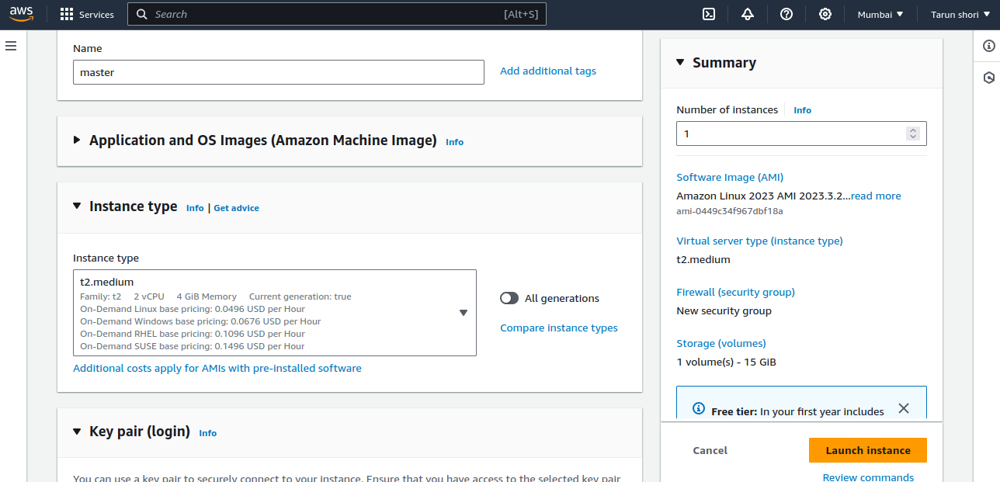 aws
Services
Search
[Alt+S]
Mumbai
Tarun shori
Name
master
Add additional tags
Application and OS Images (Amazon Machine Image) Info
Instance type Info | Get advice
Instance type
t2.medium
Family: t2 2 vCPU 4 GiB Memory Current generation: true
On-Demand Linux base pricing: 0.0496 USD per Hour
On-Demand Windows base pricing: 0.0676 USD per Hour
On-Demand RHEL base pricing: 0.1096 USD per Hour
On-Demand SUSE base pricing: 0.1496 USD per Hour
All generations
Compare instance types
Additional costs apply for AMIs with pre-installed software
Key pair (login) Info
You can use a key pair to securely connect to your instance. Ensure that you have access to the selected key pair
Summary
Number of instances Info
1
Software Image (AMI)
Amazon Linux 2023 AMI 2023.3.2...read more
ami-0449c34f967dbf18a
Virtual server type (instance type)
t2.medium
Firewall (security group)
New security group
Storage (volumes)
1 volume(s) - 15 GiB
Free tier: In your first year includes
Cancel
Launch instance
Review commands